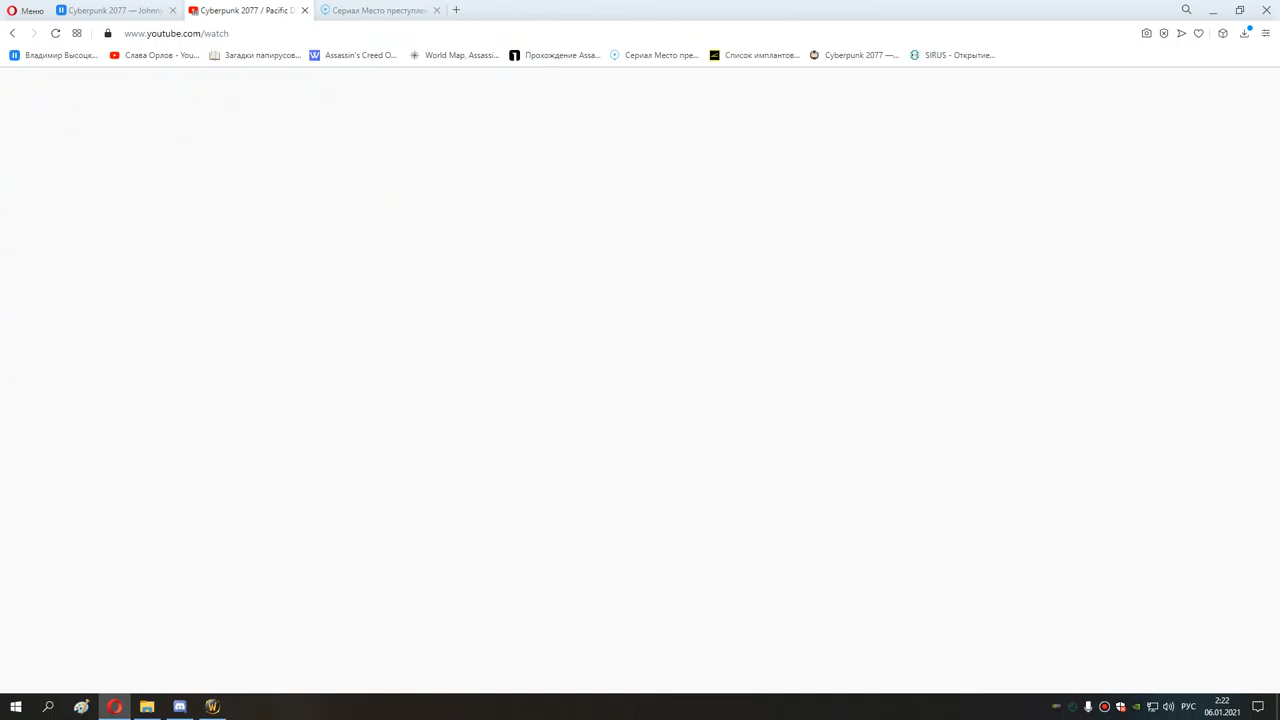 Меню
Cyberpunk 2077 — Johnny
Cyberpunk 2077 / Pacific D
Сериал Место преступлен
www.youtube.com/watch
Владимир Высоцк...
Слава Орлов - You...
Загадки папирусов...
Assassin's Creed O...
World Map, Assassi...
Прохождение Assa...
Сериал Место пре...
Список имплантов...
Cyberpunk 2077 —...
SIRUS - Открытие...
РУС
2:22
06.01.2021